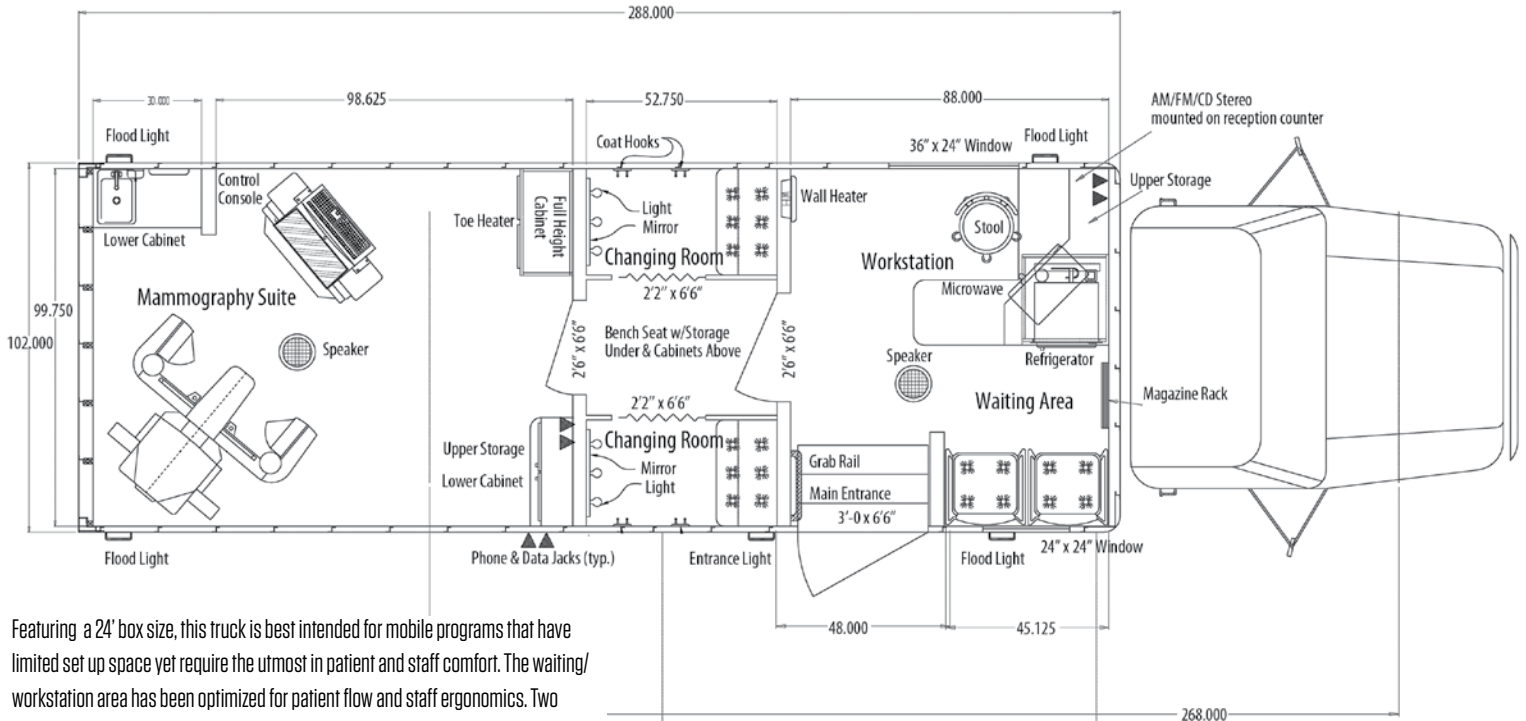 288.000
30.000
98.625
52.750
88.000
AM/FM/CD Stereo
mounted on reception counter
Flood Light
Coat Hooks
36" x 24" Window
Flood Light
Control
Console
Toe Heater
Full Height
Cabinet
Light
Mirror
Wall Heater
Stool
Upper Storage
Lower Cabinet
Changing Room
2'2" x 6'6"
Workstation
Microwave
Mammography Suite
99.750
102.000
Speaker
2'6" x 6'6"
Bench Seat w/Storage
Under & Cabinets Above
2'6" x 6'6"
Speaker
Refrigerator
Waiting Area
Magazine Rack
2'2" x 6'6"
Changing Room
Upper Storage
Lower Cabinet
Mirror
Light
Grab Rail
Main Entrance
3'-0 x 6'6"
Flood Light
Phone & Data Jacks (typ.)
Entrance Light
Flood Light
24" x 24" Window
48.000
45.125
Featuring a 24' box size, this truck is best intended for mobile programs that have
limited set up space yet require the utmost in patient and staff comfort. The waiting/
workstation area has been optimized for patient flow and staff ergonomics. Two
268.000